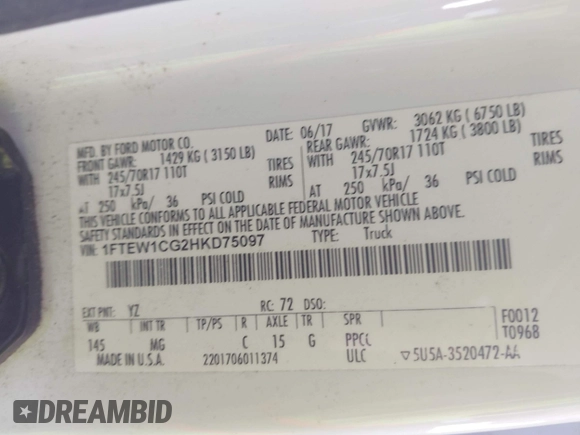 MFD. BY FORD MOTOR CO.
DATE: 06/17 GVWR: 3062 KG ( 6750 LB)
FRONT GAWR: 1429 KG ( 3150 LB) REAR GAWR: 1724 KG ( 3800 LB)
WITH 245/70R17 110T TIRES WITH 245/70R17 110T TIRES
17x7.5J RIMS 17x7.5J RIMS
AT 250 kPa/ 36 PSI COLD AT 250 kPa/ 36 PSI COLD
THIS VEHICLE CONFORMS TO ALL APPLICABLE FEDERAL MOTOR VEHICLE
SAFETY STANDARDS IN EFFECT ON THE DATE OF MANUFACTURE SHOWN ABOVE.
VIN: 1FTEW1CG2HKD75097 TYPE: Truck
EXT PNT: YZ RC: 72 DSO: F0012
WB INT TR TP/PS R AXLE TR SPR T0968
145 MG C 15 G PPCC
MADE IN U.S.A. 2201706011374 ULC ▽5U5A-3520472-AA
DREAMBID